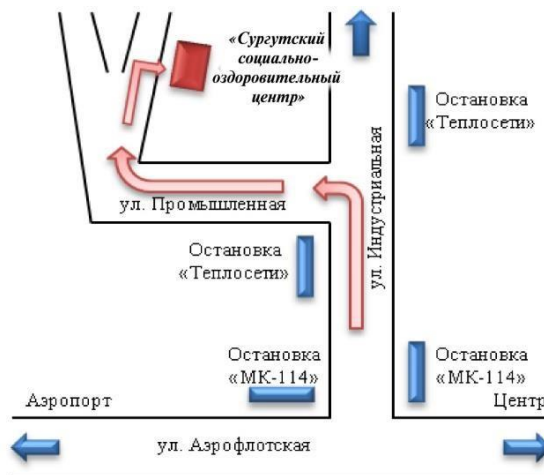 «Сургутский
социально-
оздоровительный
центр»
Остановка
«Теплосети»
ул. Индустриальная
ул. Промышленная
Остановка
«Теплосети»
Остановка
«МК-114»
Остановка
«МК-114»
Аэропорт
Центр
ул. Аэрофлотская